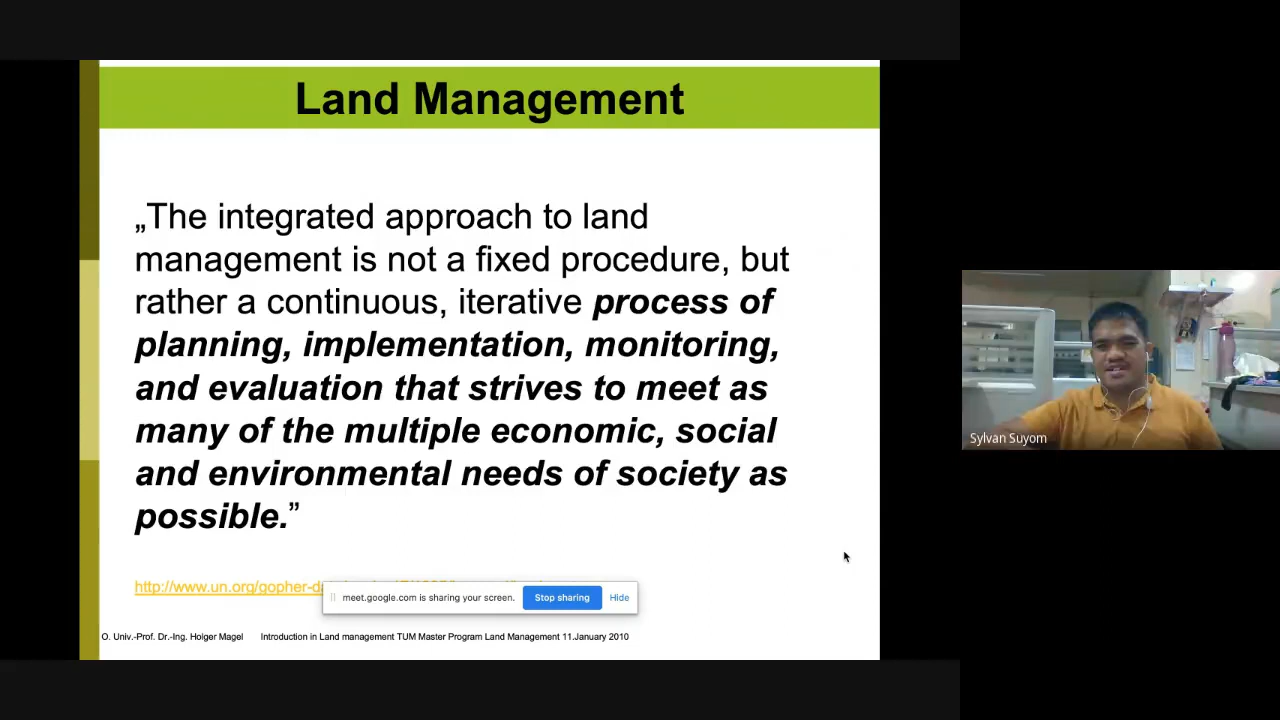 Land Management
„The integrated approach to land
management is not a fixed procedure, but
rather a continuous, iterative process of
planning, implementation, monitoring,
and evaluation that strives to meet as
many of the multiple economic, social
and environmental needs of society as
possible.”
http://www.un.org/gopher-d
meet.google.com is sharing your screen. Stop sharing Hide
O. Univ.-Prof. Dr.-Ing. Holger Magel Introduction in Land management TUM Master Program Land Management 11.January 2010
Sylvan Suyom